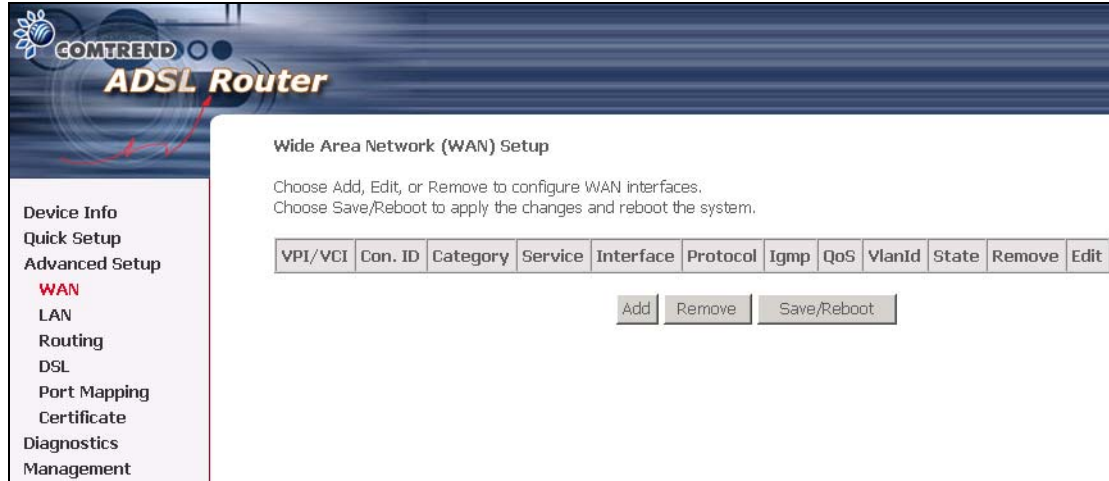 COMTREND
ADSL Router
Wide Area Network (WAN) Setup
Choose Add, Edit, or Remove to configure WAN interfaces.
Choose Save/Reboot to apply the changes and reboot the system.
VPI/VCI Con. ID Category Service Interface Protocol Igmp QoS VlanId State Remove Edit
Add Remove Save/Reboot
Device Info
Quick Setup
Advanced Setup
WAN
LAN
Routing
DSL
Port Mapping
Certificate
Diagnostics
Management